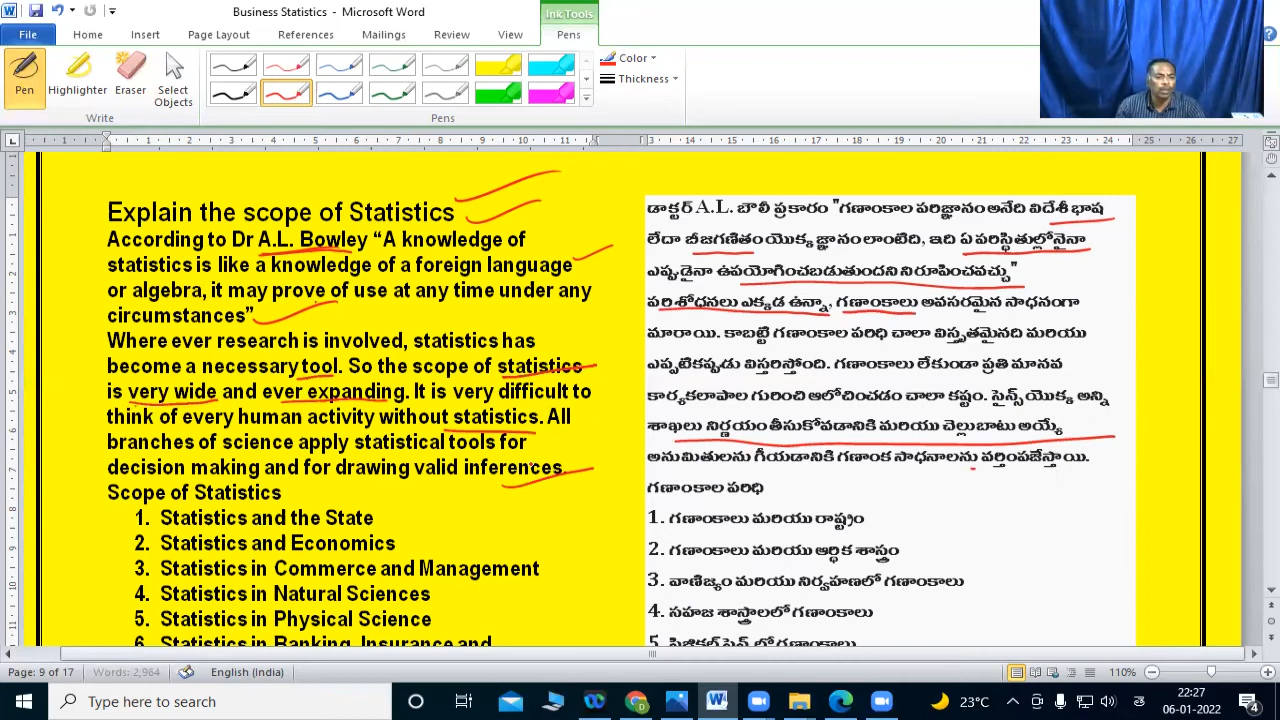 Business Statistics - Microsoft Word
Ink Tools
File Home Insert Page Layout References Mailings Review View Pens
Pen Highlighter Eraser Select Objects
Color
Thickness
Write
Pens
Explain the scope of Statistics
According to Dr A.L. Bowley “A knowledge of
statistics is like a knowledge of a foreign language
or algebra, it may prove of use at any time under any
circumstances”
Where ever research is involved, statistics has
become a necessary tool. So the scope of statistics
is very wide and ever expanding. It is very difficult to
think of every human activity without statistics. All
branches of science apply statistical tools for
decision making and for drawing valid inferences.
Scope of Statistics
1. Statistics and the State
2. Statistics and Economics
3. Statistics in Commerce and Management
4. Statistics in Natural Sciences
5. Statistics in Physical Science
6. Statistics in Banking, Insurance and
డాక్టర్ A.L. బౌలీ ప్రకారం "గణాంకాల పరిజ్ఞానం అనేది విదేశీ భాష
లేదా బీజగణితం యొక్క జ్ఞానం లాంటిది, ఇది ఏ పరిస్థితుల్లోనైనా
ఎప్పుడైనా ఉపయోగించబడుతుందని నిరూపించవచ్చు"
పరిశోధనలు ఎక్కడ ఉన్నా, గణాంకాలు అవసరమైన సాధనంగా
మారాయి. కాబట్టి గణాంకాల పరిధి చాలా విస్తృతమైనది మరియు
ఎప్పటికప్పుడు విస్తరిస్తోంది. గణాంకాలు లేకుండా ప్రతి మానవ
కార్యకలాపాల గురించి ఆలోచించడం చాలా కష్టం. సైన్స్ యొక్క అన్ని
శాఖలు నిర్ణయం తీసుకోవడానికి మరియు చెల్లుబాటు అయ్యే
అనుమితులను గీయడానికి గణాంక సాధనాలను వర్తింపజేస్తాయి.
గణాంకాల పరిధి
1. గణాంకాలు మరియు రాష్ట్రం
2. గణాంకాలు మరియు ఆర్థిక శాస్త్రం
3. వాణిజ్యం మరియు నిర్వహణలో గణాంకాలు
4. సహజ శాస్త్రాలలో గణాంకాలు
5. ఫిజికల్ సైన్స్ లో గణాంకాలు
Page: 9 of 17 Words: 2,964 English (India) 110%
Type here to search
23°C
22:27
06-01-2022
4